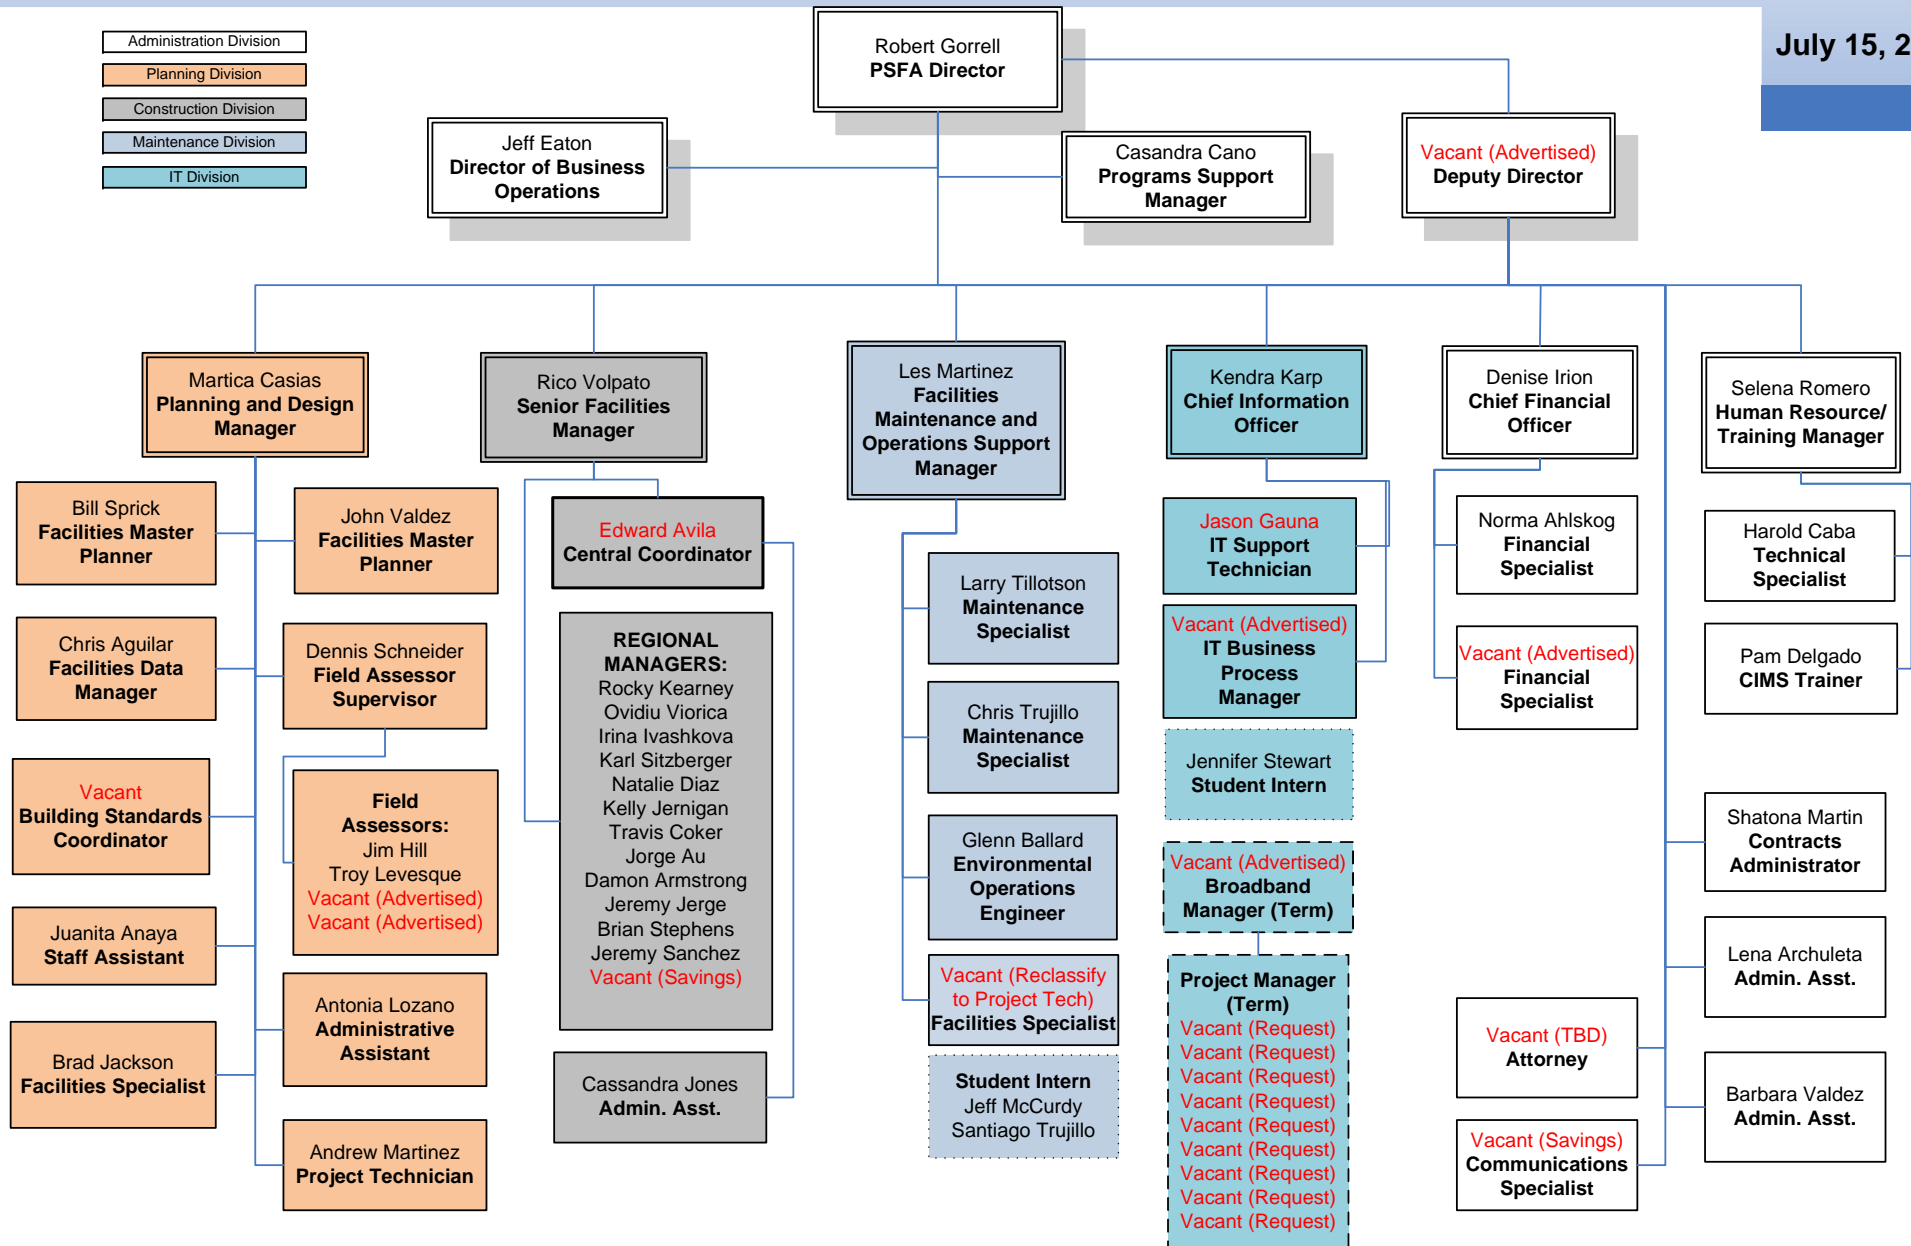 Administration Division
Planning Division
Construction Division
Maintenance Division
IT Division
Robert Gorrell
PSFA Director
July 15, 2
Jeff Eaton
Director of Business
Operations
Casandra Cano
Programs Support
Manager
Vacant (Advertised)
Deputy Director
Martica Casias
Planning and Design
Manager
Rico Volpato
Senior Facilities
Manager
Les Martinez
Facilities
Maintenance and
Operations Support
Manager
Kendra Karp
Chief Information
Officer
Denise Irion
Chief Financial
Officer
Selena Romero
Human Resource/
Training Manager
Bill Sprick
Facilities Master
Planner
John Valdez
Facilities Master
Planner
Chris Aguilar
Facilities Data
Manager
Dennis Schneider
Field Assessor
Supervisor
Vacant
Building Standards
Coordinator
Field
Assessors:
Jim Hill
Troy Levesque
Vacant (Advertised)
Vacant (Advertised)
Juanita Anaya
Staff Assistant
Antonia Lozano
Administrative
Assistant
Brad Jackson
Facilities Specialist
Andrew Martinez
Project Technician
Edward Avila
Central Coordinator
REGIONAL
MANAGERS:
Rocky Kearney
Ovidiu Viorica
Irina Ivashkova
Karl Sitzberger
Natalie Diaz
Kelly Jernigan
Travis Coker
Jorge Au
Damon Armstrong
Jeremy Jerge
Brian Stephens
Jeremy Sanchez
Vacant (Savings)
Cassandra Jones
Admin. Asst.
Larry Tillotson
Maintenance
Specialist
Chris Trujillo
Maintenance
Specialist
Glenn Ballard
Environmental
Operations
Engineer
Vacant (Reclassify
to Project Tech)
Facilities Specialist
Student Intern
Jeff McCurdy
Santiago Trujillo
Jason Gauna
IT Support
Technician
Vacant (Advertised)
IT Business
Process
Manager
Jennifer Stewart
Student Intern
Vacant (Advertised)
Broadband
Manager (Term)
Project Manager
(Term)
Vacant (Request)
Vacant (Request)
Vacant (Request)
Vacant (Request)
Vacant (Request)
Vacant (Request)
Vacant (Request)
Vacant (Request)
Vacant (Request)
Norma Ahlskog
Financial
Specialist
Vacant (Advertised)
Financial
Specialist
Harold Caba
Technical
Specialist
Pam Delgado
CIMS Trainer
Shatona Martin
Contracts
Administrator
Lena Archuleta
Admin. Asst.
Vacant (TBD)
Attorney
Barbara Valdez
Admin. Asst.
Vacant (Savings)
Communications
Specialist